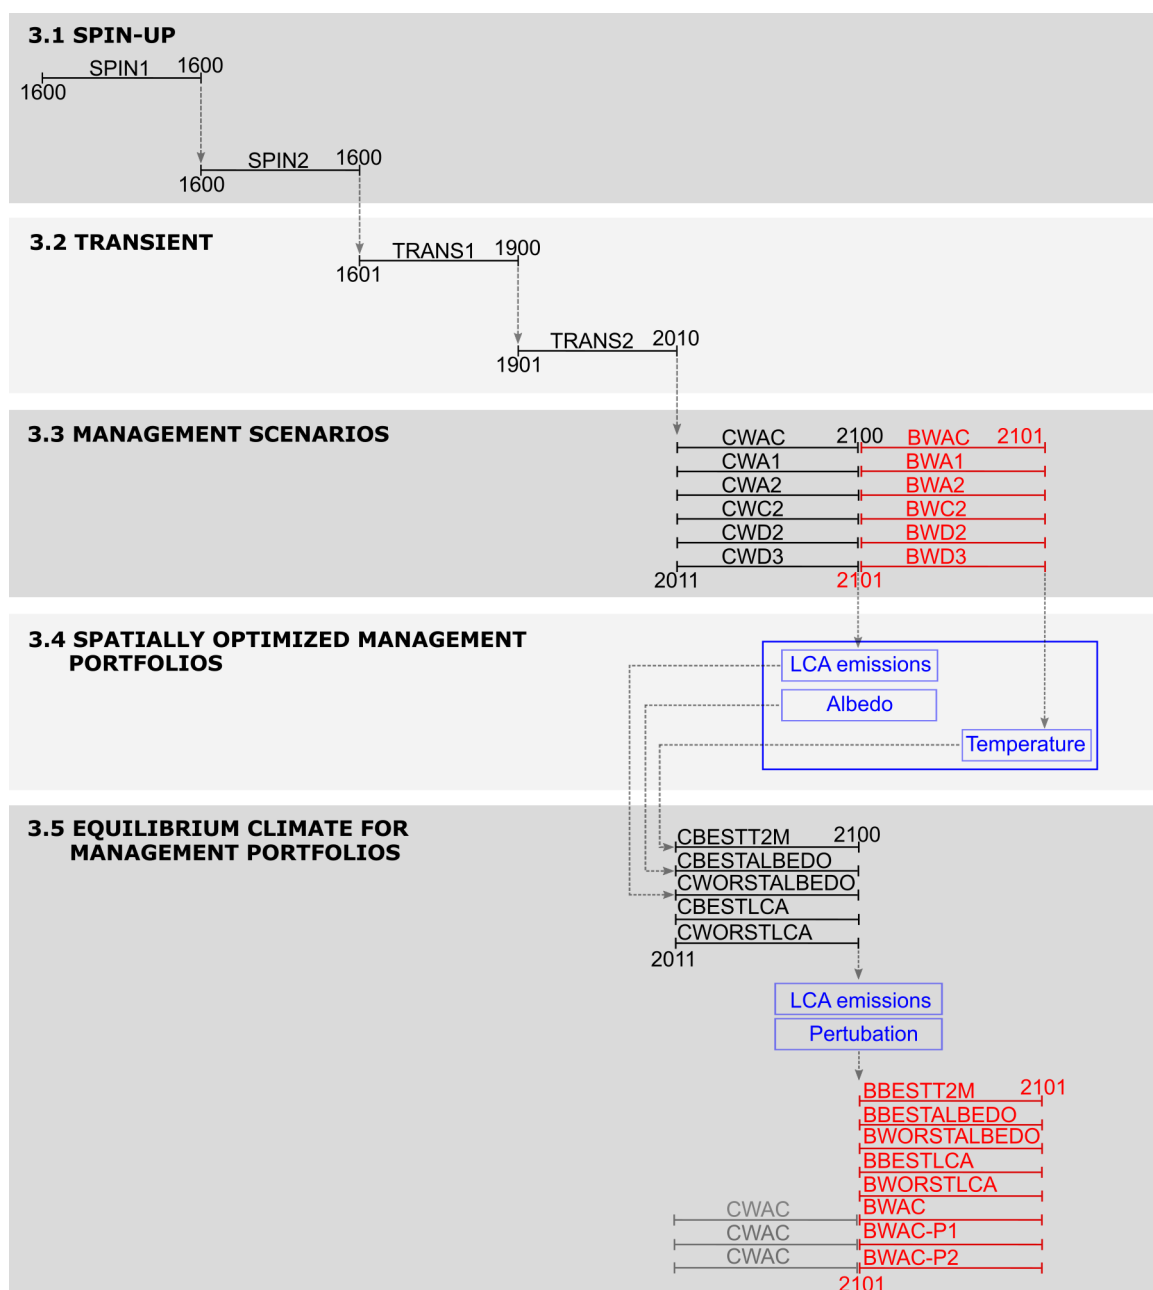 3.1 SPIN-UP
SPIN1 1600
1600
SPIN2 1600
1600
3.2 TRANSIENT
TRANS1 1900
1601
TRANS2 2010
1901
3.3 MANAGEMENT SCENARIOS
CWAC 2100 BWAC 2101
CWA1 BWA1
CWA2 BWA2
CWC2 BWC2
CWD2 BWD2
CWD3 BWD3
2011 2101
3.4 SPATIALLY OPTIMIZED MANAGEMENT
PORTFOLIOS
LCA emissions
Albedo
Temperature
3.5 EQUILIBRIUM CLIMATE FOR
MANAGEMENT PORTFOLIOS
CBESTT2M 2100
CBESTALBEDO
CWORSTALBEDO
CBESTLCA
CWORSTLCA
2011
LCA emissions
Pertubation
BBESTT2M 2101
BBESTALBEDO
BWORSTALBEDO
BBESTLCA
BWORSTLCA
CWAC BWAC
CWAC BWAC-P1
CWAC BWAC-P2
2101